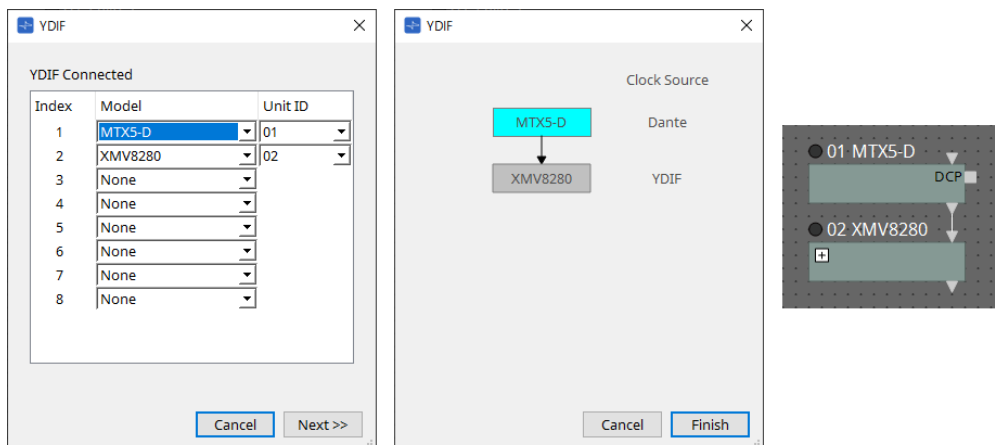 YDIF
YDIF Connected
Index Model Unit ID
1 MTX5-D 01
2 XMV8280 02
3 None
4 None
5 None
6 None
7 None
8 None
Cancel Next >>
YDIF
Clock Source
MTX5-D Dante
XMV8280 YDIF
Cancel Finish
01 MTX5-D
DCP
02 XMV8280